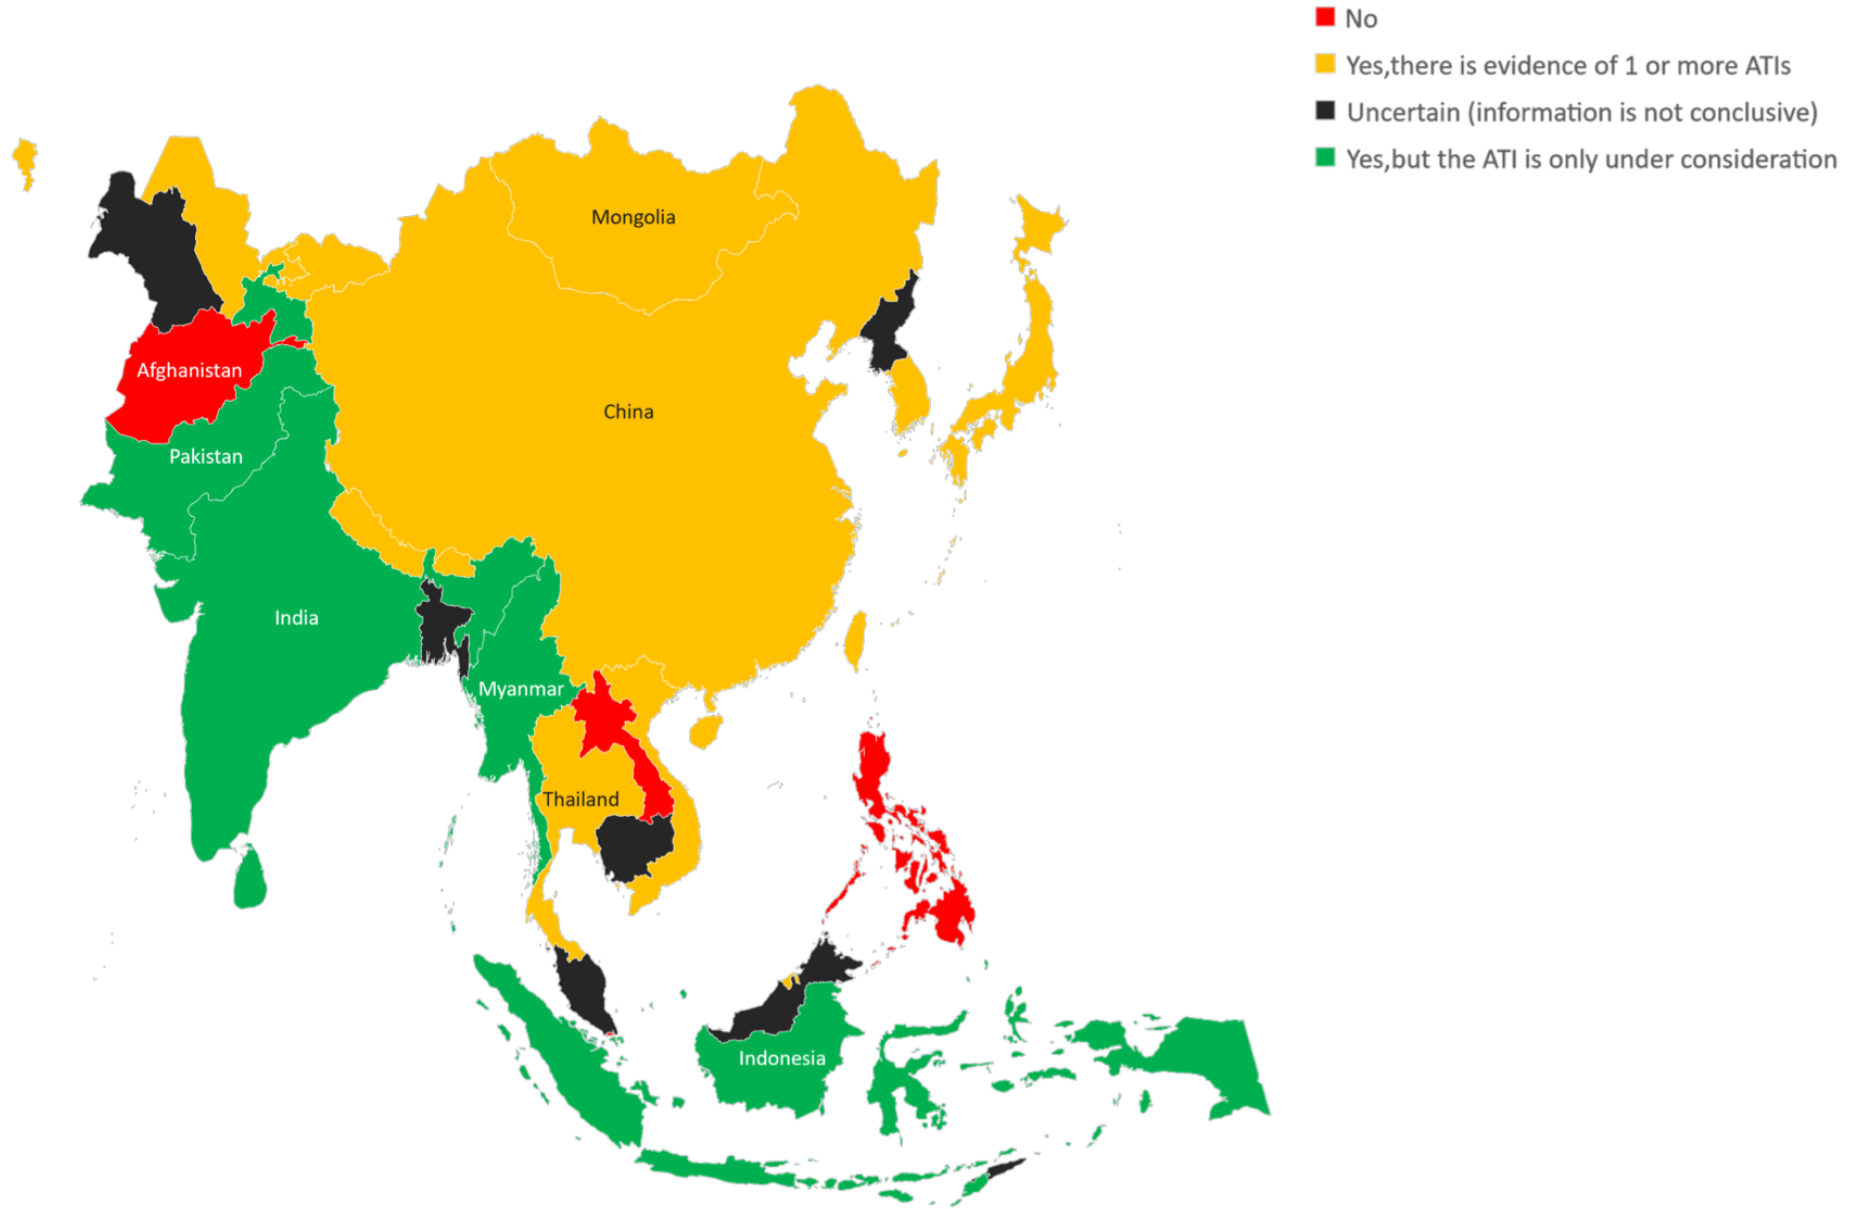 No
Yes,there is evidence of 1 or more ATIs
Uncertain (information is not conclusive)
Yes,but the ATI is only under consideration
Mongolia
Afghanistan
China
Pakistan
India
Myanmar
Thailand
Indonesia